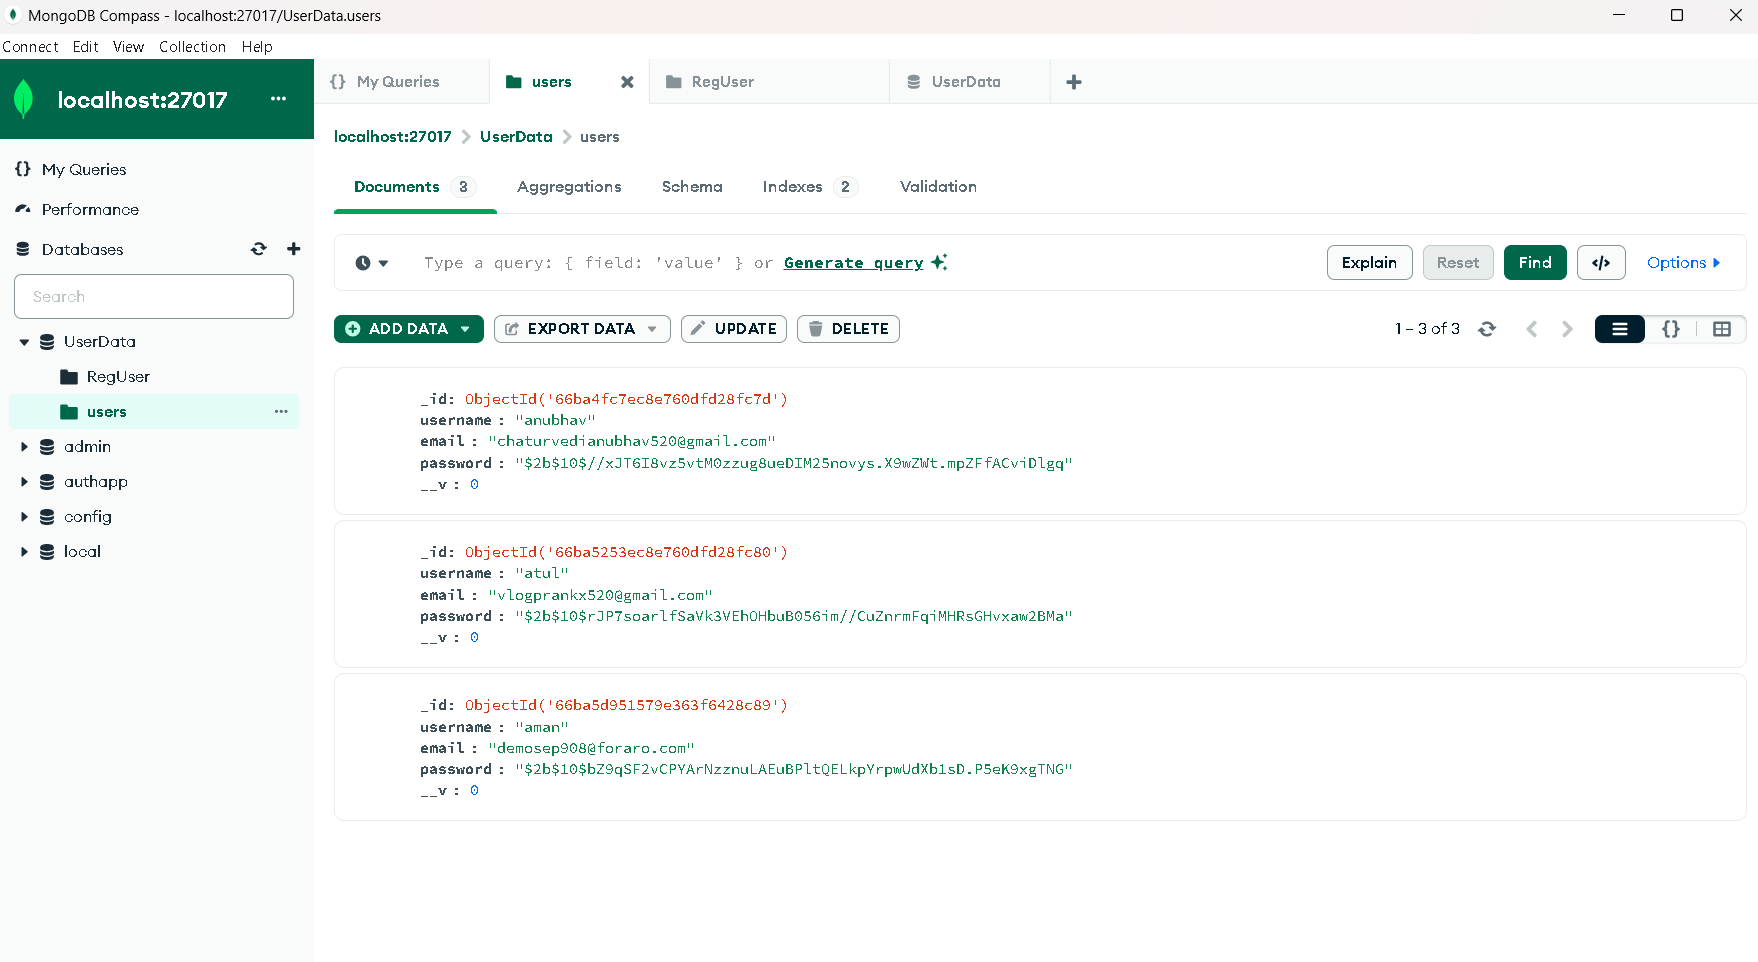 MongoDB Compass - localhost:27017/UserData.users
Connect Edit View Collection Help
localhost:27017 ...
{} My Queries
users
RegUser
UserData
localhost:27017 > UserData > users
My Queries
Performance
Databases
Search
UserData
RegUser
users ...
admin
authapp
config
local
Documents 3 Aggregations Schema Indexes 2 Validation
Type a query: { field: 'value' } or Generate query
Explain Reset Find </> Options
ADD DATA EXPORT DATA UPDATE DELETE 1 – 3 of 3 {}
_id: ObjectId('66ba4fc7ec8e760dfd28fc7d')
username : "anubhav"
email : "chaturvedianubhav520@gmail.com"
password : "$2b$10$//xJT6I8vz5vtM0zzug8ueDIM25novys.X9wZWt.mpZFfACviDlgq"
__v : 0
_id: ObjectId('66ba5253ec8e760dfd28fc80')
username : "atul"
email : "vlogprankx520@gmail.com"
password : "$2b$10$rJP7soarlfSaVk3VEhOHbuB056im//CuZnrmFqiMHRsGHvxaw2BMa"
__v : 0
_id: ObjectId('66ba5d951579e363f6428c89')
username : "aman"
email : "demosep908@foraro.com"
password : "$2b$10$bZ9qSF2vCPYArNzznuLAEuBPltQELkpYrpwUdXb1sD.P5eK9xgTNG"
__v : 0